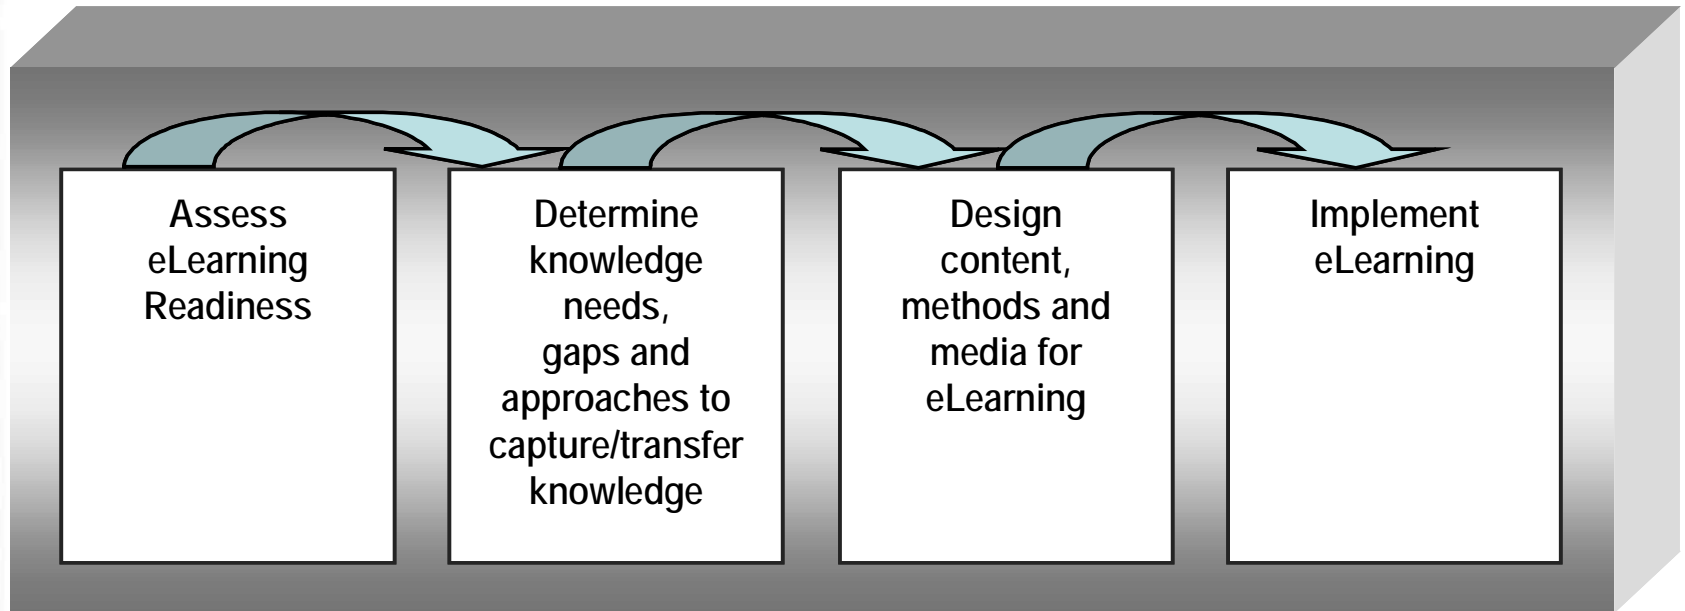 Assess
eLearning
Readiness
Determine
knowledge
needs,
gaps and
approaches to
capture/transfer
knowledge
Design
content,
methods and
media for
eLearning
Implement
eLearning